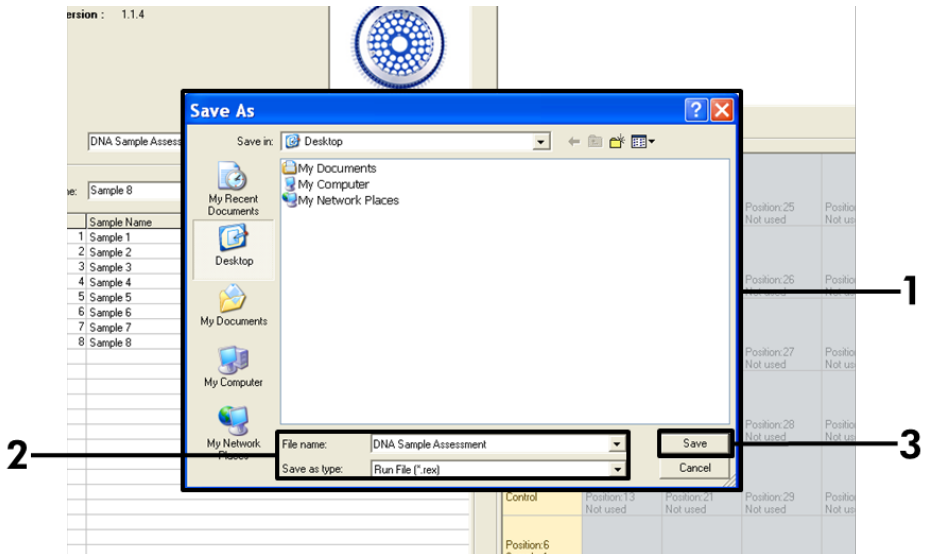 ersion : 1.1.4
Save As
DNA Sample Assess
Save in: Desktop
My Documents
My Computer
My Network Places
My Recent
Documents
Desktop
My Documents
My Computer
My Network
Places
Sample 8
Sample Name
1 Sample 1
2 Sample 2
3 Sample 3
4 Sample 4
5 Sample 5
6 Sample 6
7 Sample 7
8 Sample 8
File name: DNA Sample Assessment
Save as type: Run File (*.rex)
Save
Cancel
Position:25
Not used
Position:26
Not used
Position:27
Not used
Position:28
Not used
Control
Position:13
Not used
Position:21
Not used
Position:29
Not used
Position:6
1
2
3